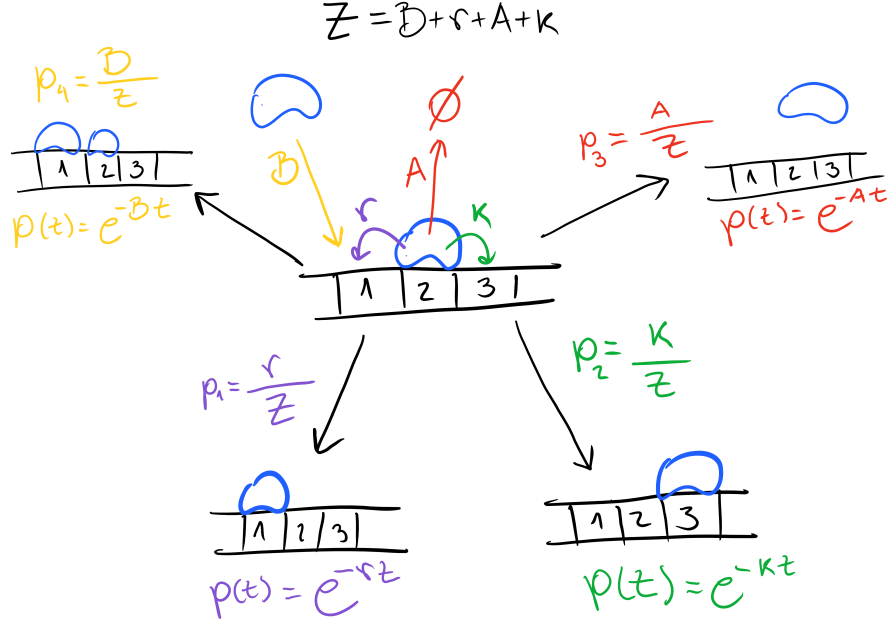 Z = B+r+A+k
p₄ = B/Z
1 2 3
p(t) = e^-Bt
B
A
∅
r
k
1 2 3
p₃ = A/Z
1 2 3
p(t) = e^-At
p₁ = r/Z
1 2 3
p(t) = e^-rt
p₂ = k/Z
1 2 3
p(t) = e^-kt